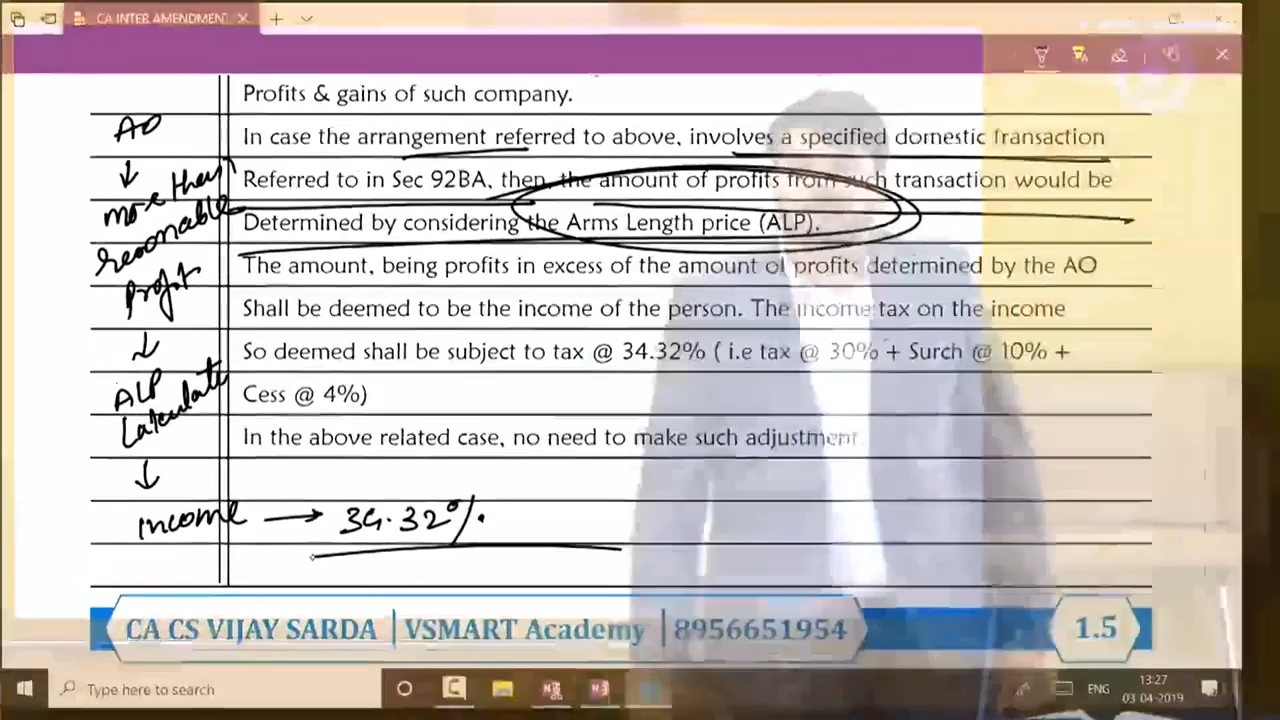 CA INTER AMENDMENT
Profits & gains of such company.
In case the arrangement referred to above, involves a specified domestic transaction
Referred to in Sec 92BA, then, the amount of profits from such transaction would be
Determined by considering the Arms Length price (ALP).
The amount, being profits in excess of the amount of profits determined by the AO
Shall be deemed to be the income of the person. The income tax on the income
So deemed shall be subject to tax @ 34.32% ( i.e tax @ 30% + Surch @ 10% +
Cess @ 4%)
In the above related case, no need to make such adjustment
AO
↓
more than
reasonable
Profit
↓
ALP
Calculate
↓
income → 34.32%.
CA CS VIJAY SARDA | VSMART Academy | 8956651954
1.5
Type here to search
ENG
13:27
03-04-2019